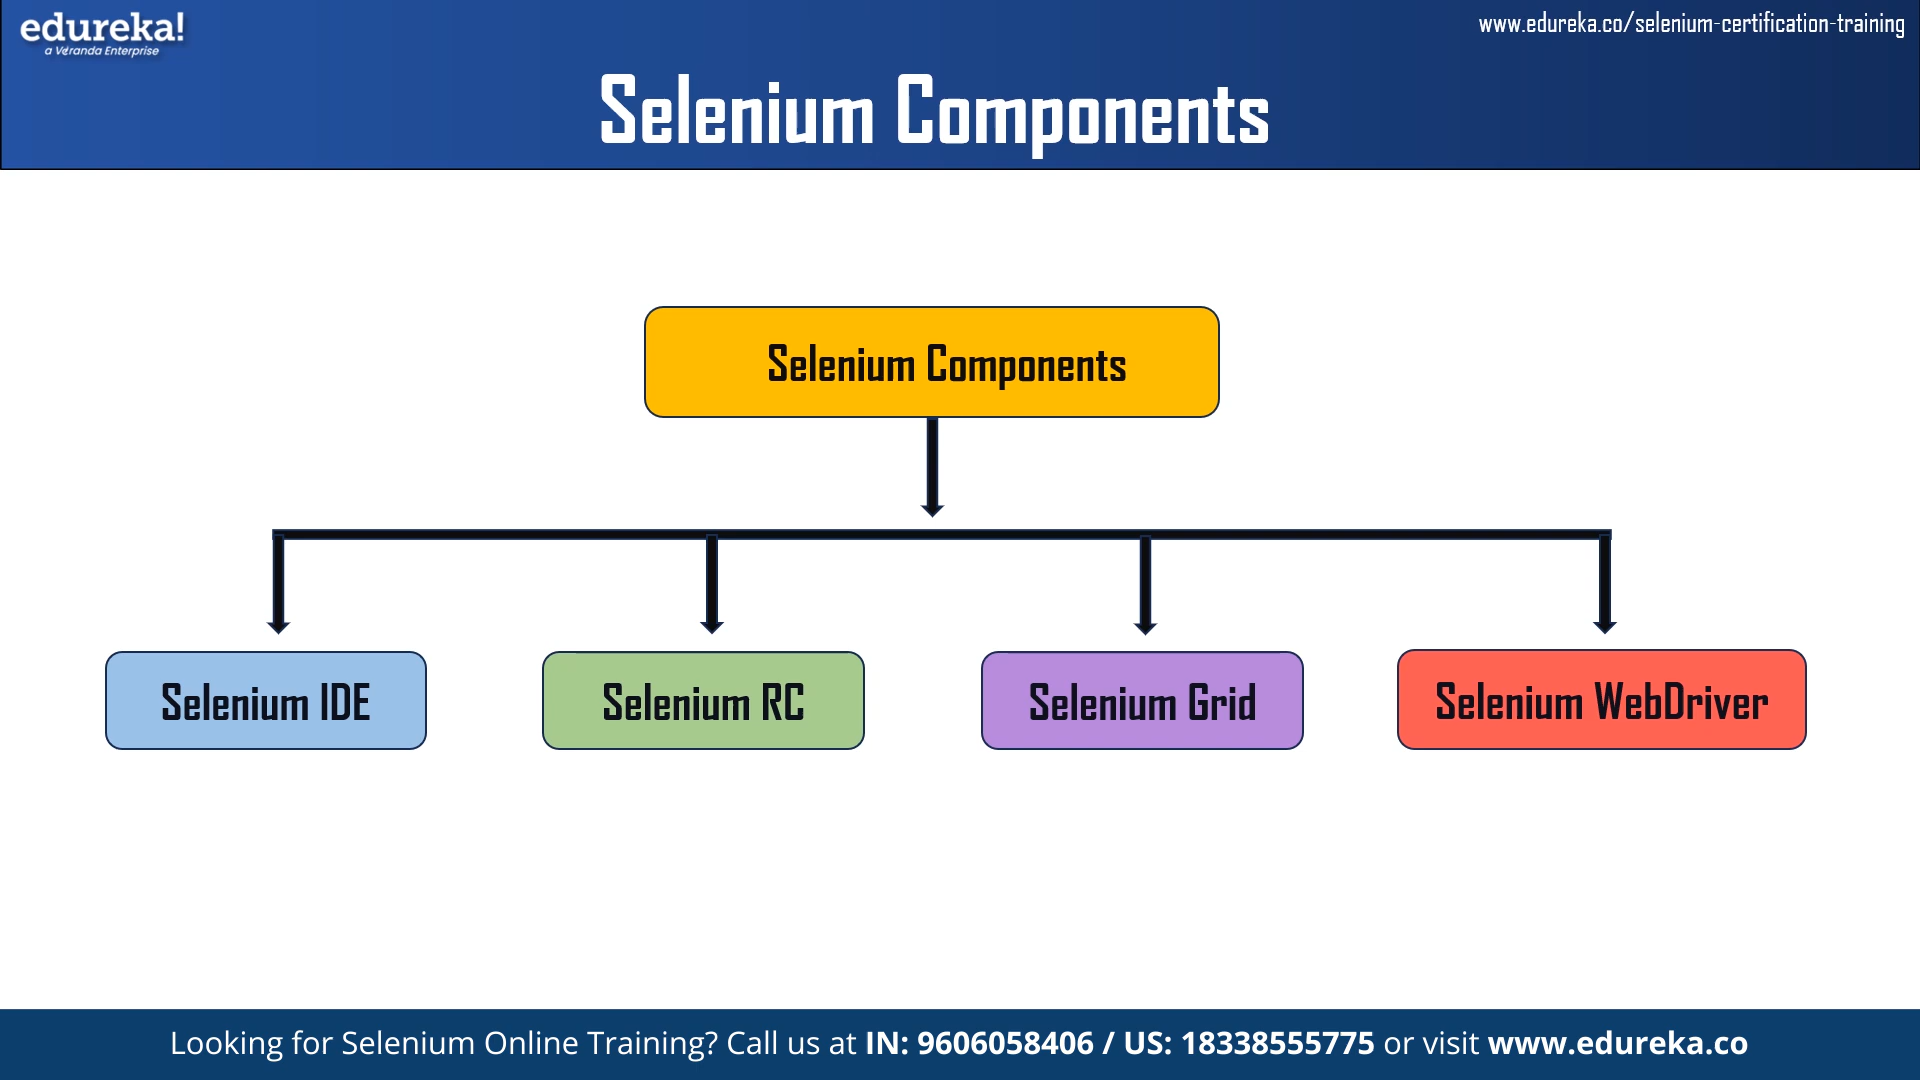 edureka!
a Veranda Enterprise
www.edureka.co/selenium-certification-training
Selenium Components
Selenium Components
Selenium IDE
Selenium RC
Selenium Grid
Selenium WebDriver
Looking for Selenium Online Training? Call us at IN: 9606058406 / US: 18338555775 or visit www.edureka.co